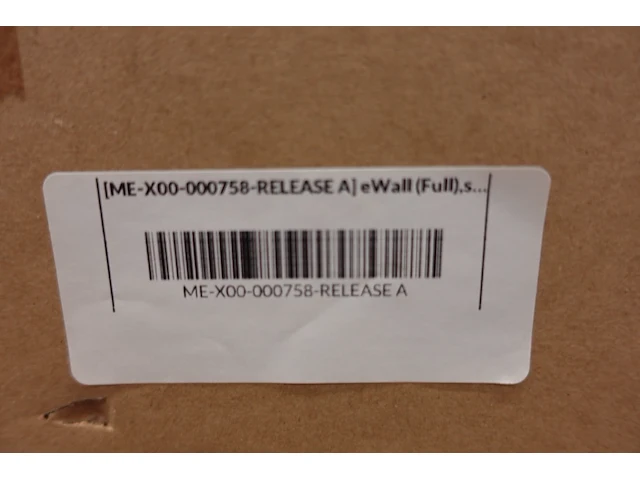 [ME-X00-000758-RELEASE A] eWall (Full),s...
ME-X00-000758-RELEASE A